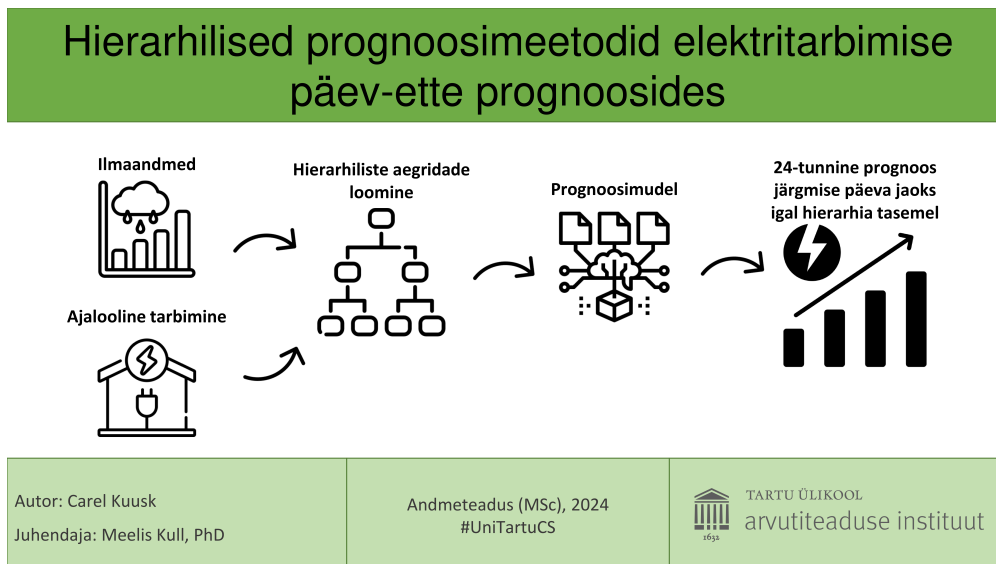 Hierarhilised prognoosimeetodid elektritarbimise
päev-ette prognoosides
Ilmaandmed
Ajalooline tarbimine
Hierarhiliste aegridade
loomine
Prognoosimudel
24-tunnine prognoos
järgmise päeva jaoks
igal hierarhia tasemel
Autor: Carel Kuusk
Juhendaja: Meelis Kull, PhD
Andmeteadus (MSc), 2024
#UniTartuCS
1632
TARTU ÜLIKOOL
arvutiteaduse instituut